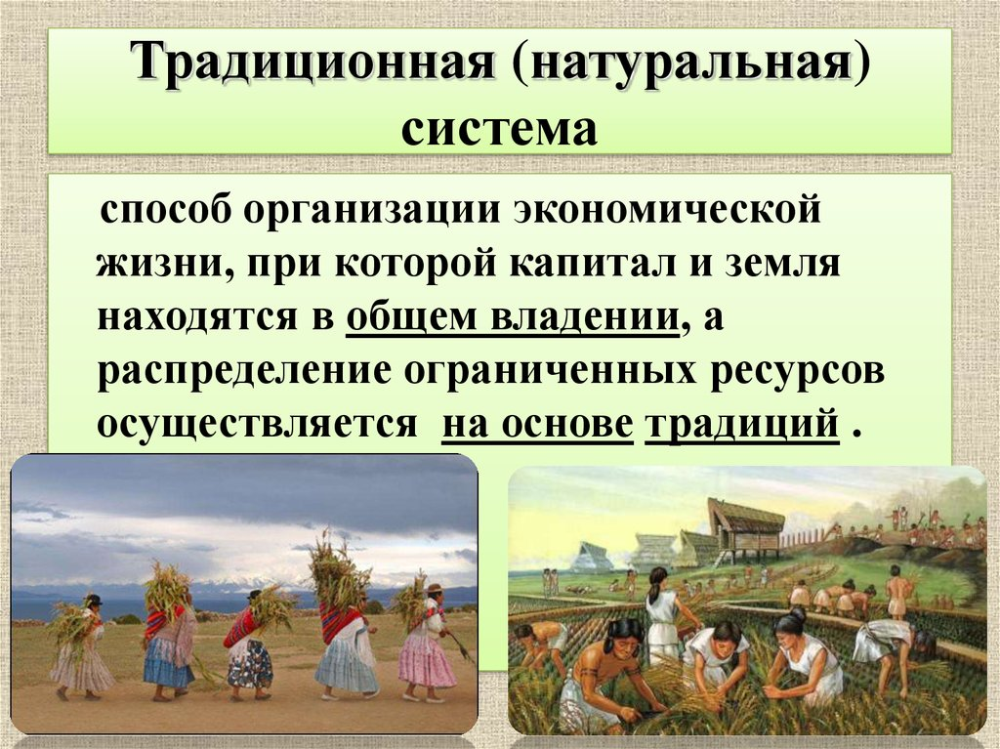 Традиционная (натуральная)
система
способ организации экономической
жизни, при которой капитал и земля
находятся в общем владении, а
распределение ограниченных ресурсов
осуществляется  на основе традиций .